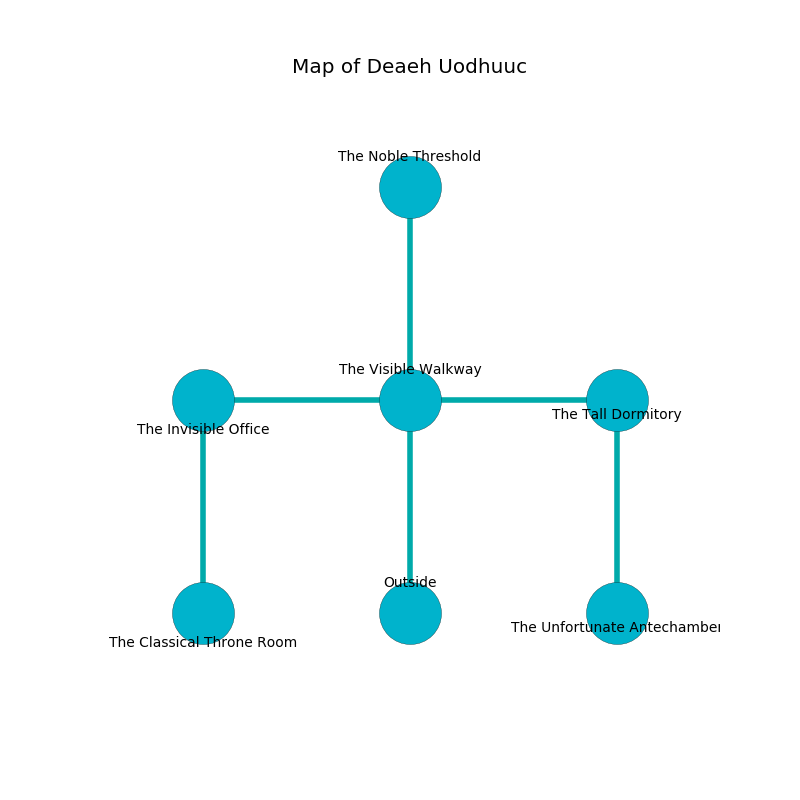 Map of Deaeh Uodhuuc
The Noble Threshold
The Visible Walkway
The Tall Dormitory
The Invisible Office
Outside
The Unfortunate Antechamber
The Classical Throne Room